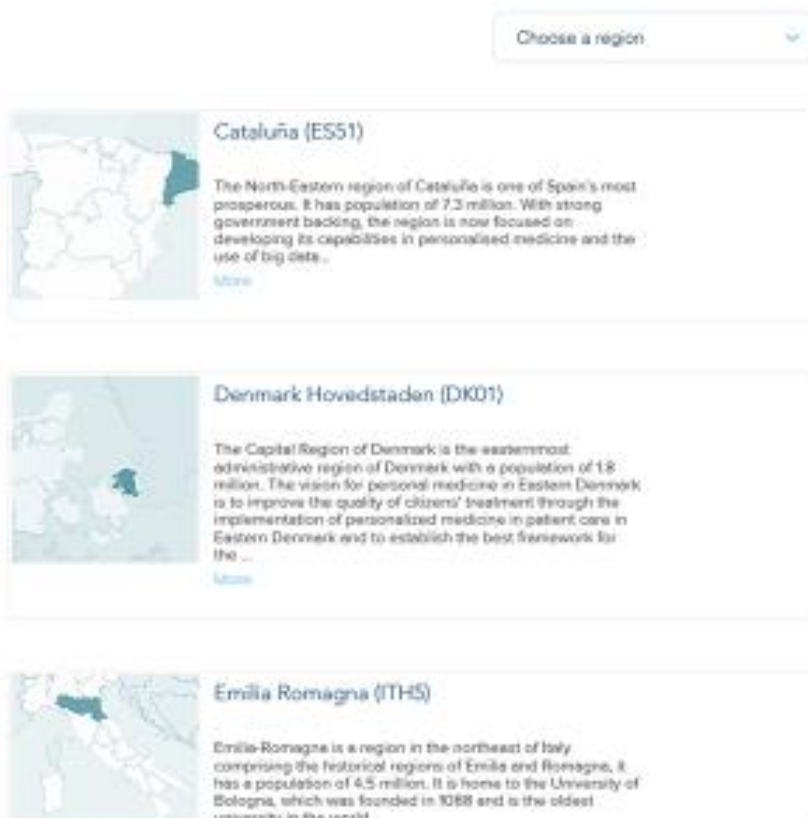 Choose a region
Cataluña (ES51)
The North-Eastern region of Cataluña is one of Spain's most
prosperous. It has population of 7.3 million. With strong
government backing, the region is now focused on
developing its capabilities in personalised medicine and the
use of big data...
More
Denmark Hovedstaden (DK01)
The Capital Region of Denmark is the easternmost
administrative region of Denmark with a population of 1.8
million. The vision for personal medicine in Eastern Denmark
is to improve the quality of citizens' treatment through the
implementation of personalized medicine in patient care in
Eastern Denmark and to establish the best framework for
the ...
More
Emilia Romagna (ITH5)
Emilia-Romagna is a region in the northeast of Italy
comprising the historical regions of Emilia and Romagna, it
has a population of 4.5 million. It is home to the University of
Bologna, which was founded in 1088 and is the oldest
university in the world